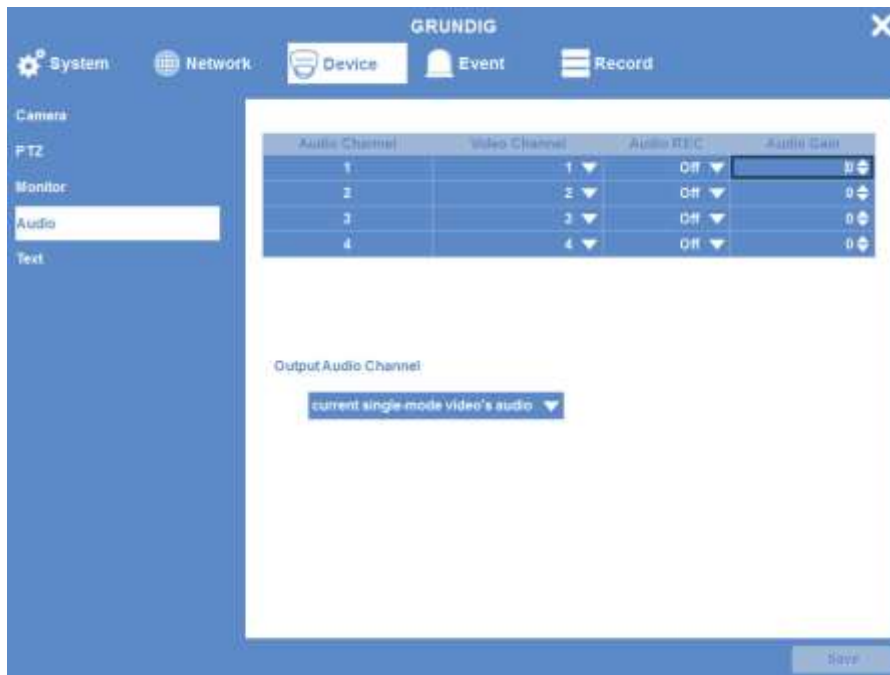 GRUNDIG
System Network Device Event Record
Camera
PTZ
Monitor
Audio
Text
Audio Channel Video Channel Audio REC Audio Gain
1 1 Off 0
2 2 Off 0
3 3 Off 0
4 4 Off 0
Output Audio Channel
current single-mode video's audio
Save